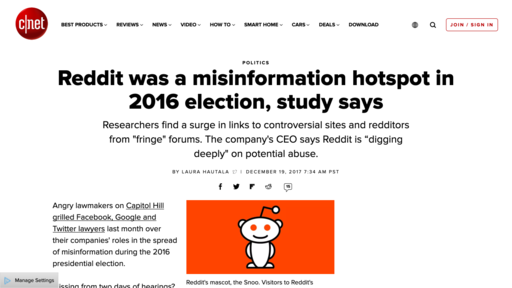 c|net
BEST PRODUCTS REVIEWS NEWS VIDEO HOW TO SMART HOME CARS DEALS DOWNLOAD
JOIN / SIGN IN
POLITICS
Reddit was a misinformation hotspot in
2016 election, study says
Researchers find a surge in links to controversial sites and redditors
from "fringe" forums. The company's CEO says Reddit is "digging
deeply" on potential abuse.
BY LAURA HAUTALA | DECEMBER 19, 2017 7:34 AM PST
Angry lawmakers on Capitol Hill
grilled Facebook, Google and
Twitter lawyers last month over
their companies' roles in the spread
of misinformation during the 2016
presidential election.
Reddit's mascot, the Snoo. Visitors to Reddit's
Manage Settings
issing from two days of hearings?